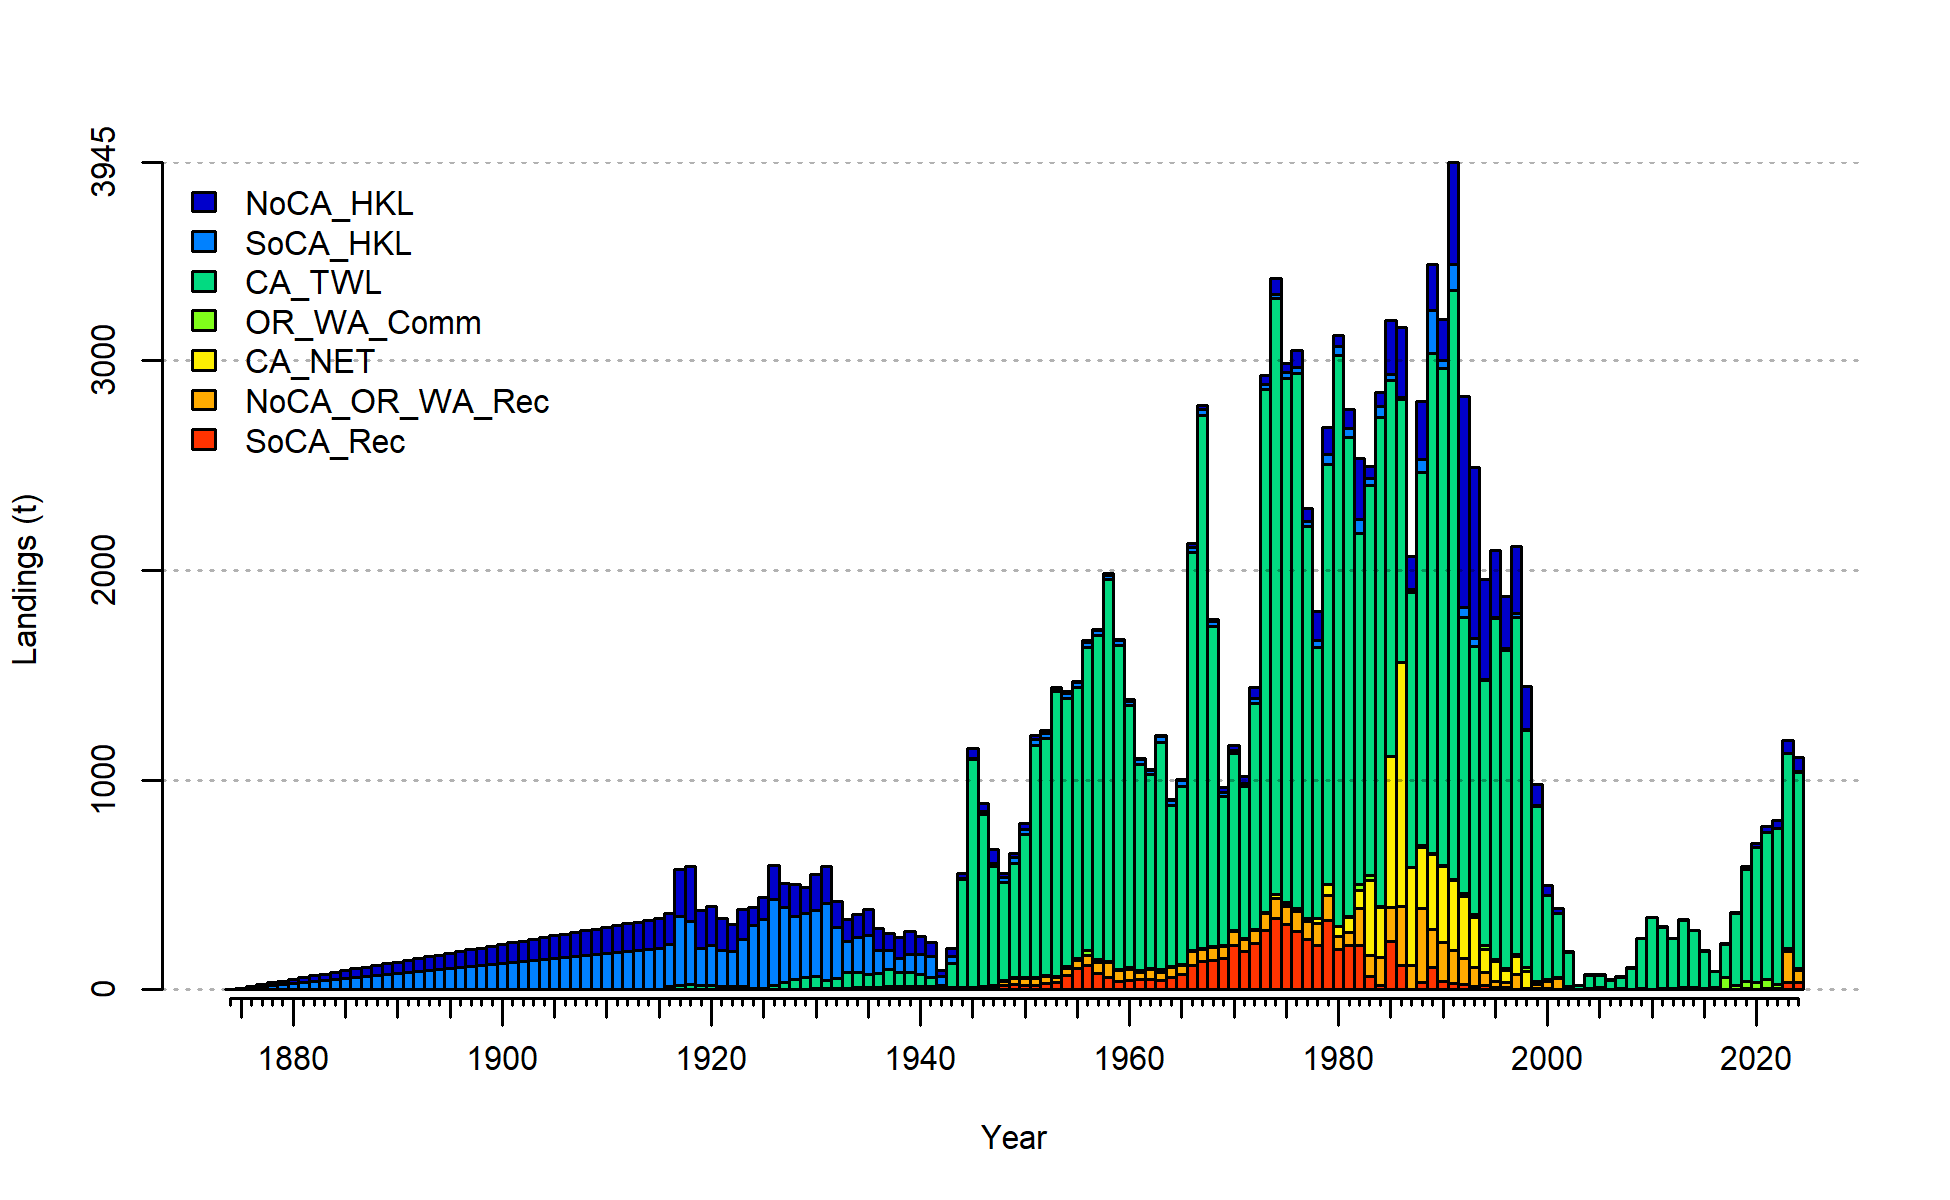 3945
3000
2000
1000
0
Landings (t)
NoCA_HKL
SoCA_HKL
CA_TWL
OR_WA_Comm
CA_NET
NoCA_OR_WA_Rec
SoCA_Rec
1880 1900 1920 1940 1960 1980 2000 2020
Year